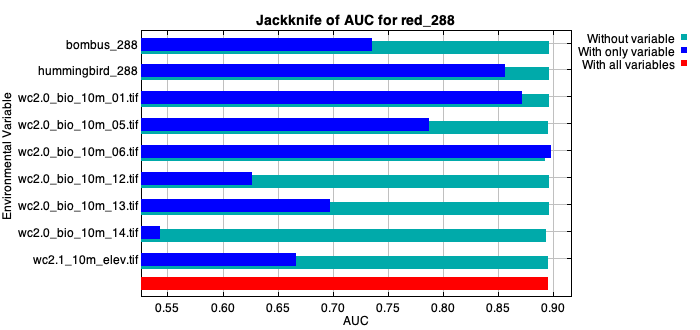 Jackknife of AUC for red_288
Without variable
With only variable
With all variables
Environmental Variable
bombus_288
hummingbird_288
wc2.0_bio_10m_01.tif
wc2.0_bio_10m_05.tif
wc2.0_bio_10m_06.tif
wc2.0_bio_10m_12.tif
wc2.0_bio_10m_13.tif
wc2.0_bio_10m_14.tif
wc2.1_10m_elev.tif
0.55 0.60 0.65 0.70 0.75 0.80 0.85 0.90
AUC